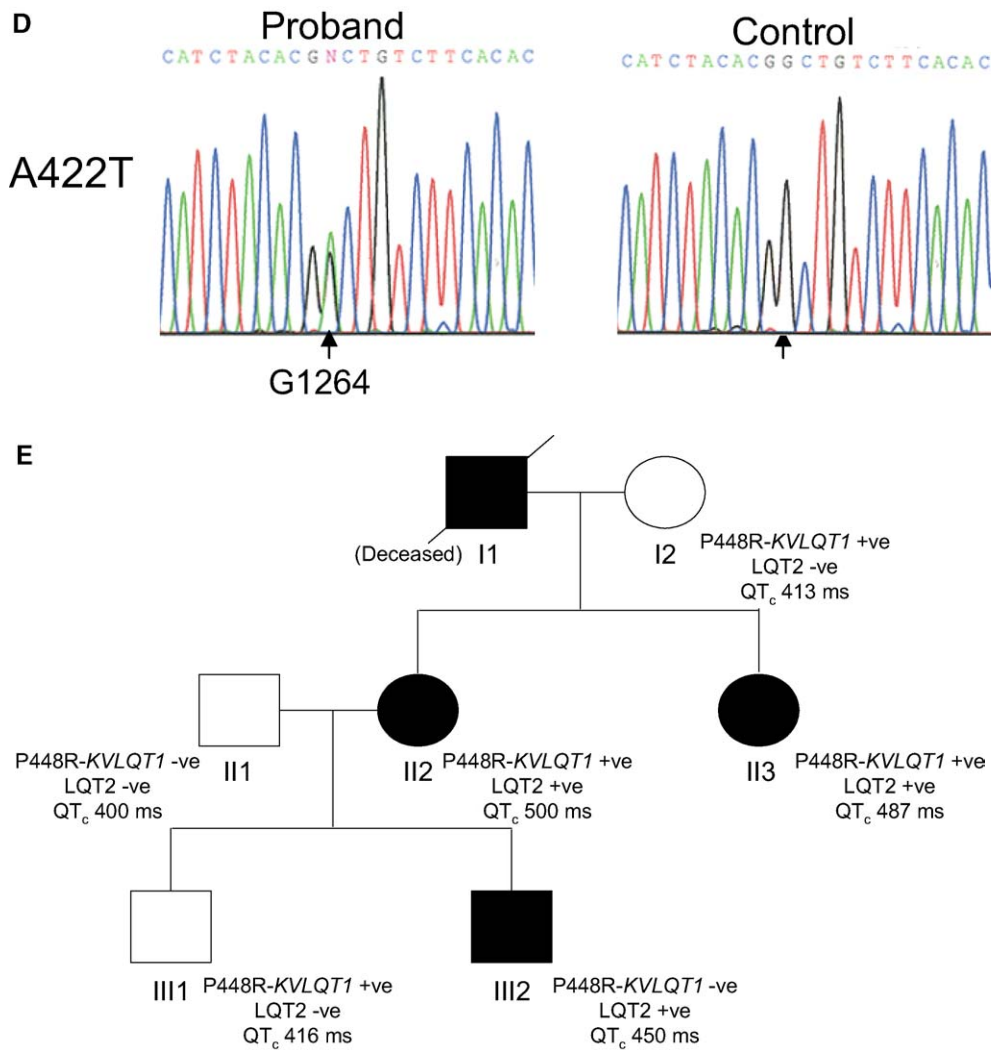 D
Proband
Control
CATCTACACGNCTGTCTTCACAC
CATCTACACGGCTGTCTTCACAC
A422T
G1264
E
(Deceased) I1
I2
P448R-KVLQT1 +ve
LQT2 -ve
QTc 413 ms
II1
P448R-KVLQT1 -ve
LQT2 -ve
QTc 400 ms
II2
P448R-KVLQT1 +ve
LQT2 +ve
QTc 500 ms
II3
P448R-KVLQT1 +ve
LQT2 +ve
QTc 487 ms
III1
P448R-KVLQT1 +ve
LQT2 -ve
QTc 416 ms
III2
P448R-KVLQT1 -ve
LQT2 +ve
QTc 450 ms